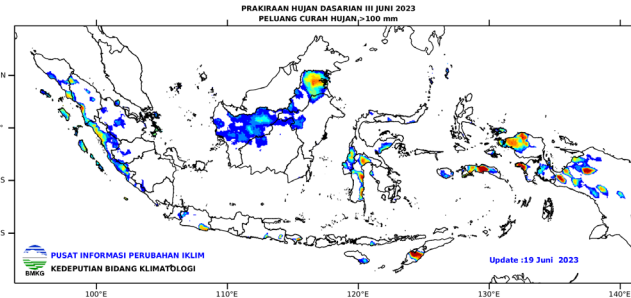 PRAKIRAAN HUJAN DASARIAN III JUNI 2023
PELUANG CURAH HUJAN >100 mm
N
°
S
S
PUSAT INFORMASI PERUBAHAN IKLIM
KEDEPUTIAN BIDANG KLIMATOLOGI
BMKG
Update :19 Juni 2023
100°E 110°E 120°E 130°E 140°E